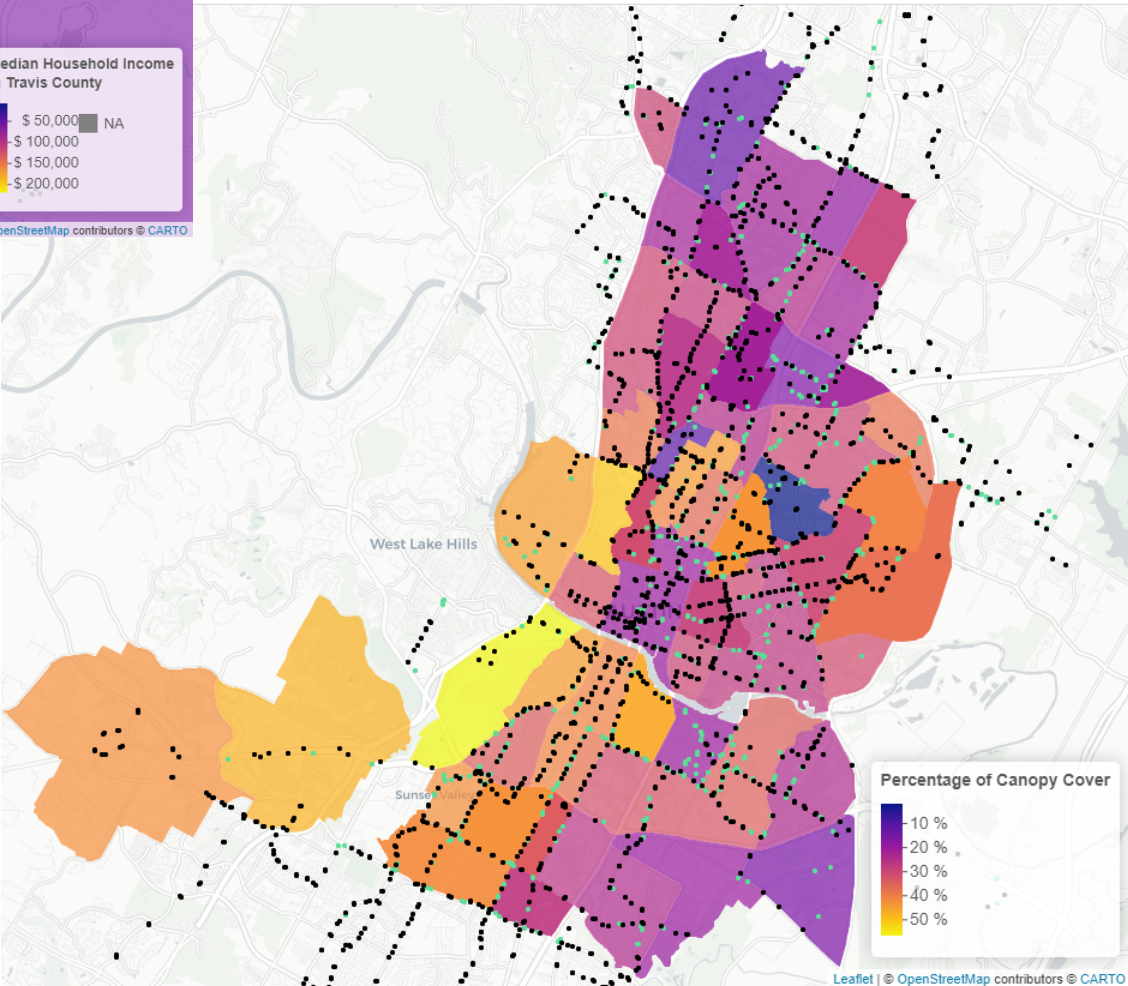 edian Household Income
Travis County
$ 50,000
NA
$ 100,000
$ 150,000
$ 200,000
penStreetMap contributors © CARTO
West Lake Hills
Sunset Valley
Percentage of Canopy Cover
10 %
20 %
30 %
40 %
50 %
Leaflet | © OpenStreetMap contributors © CARTO